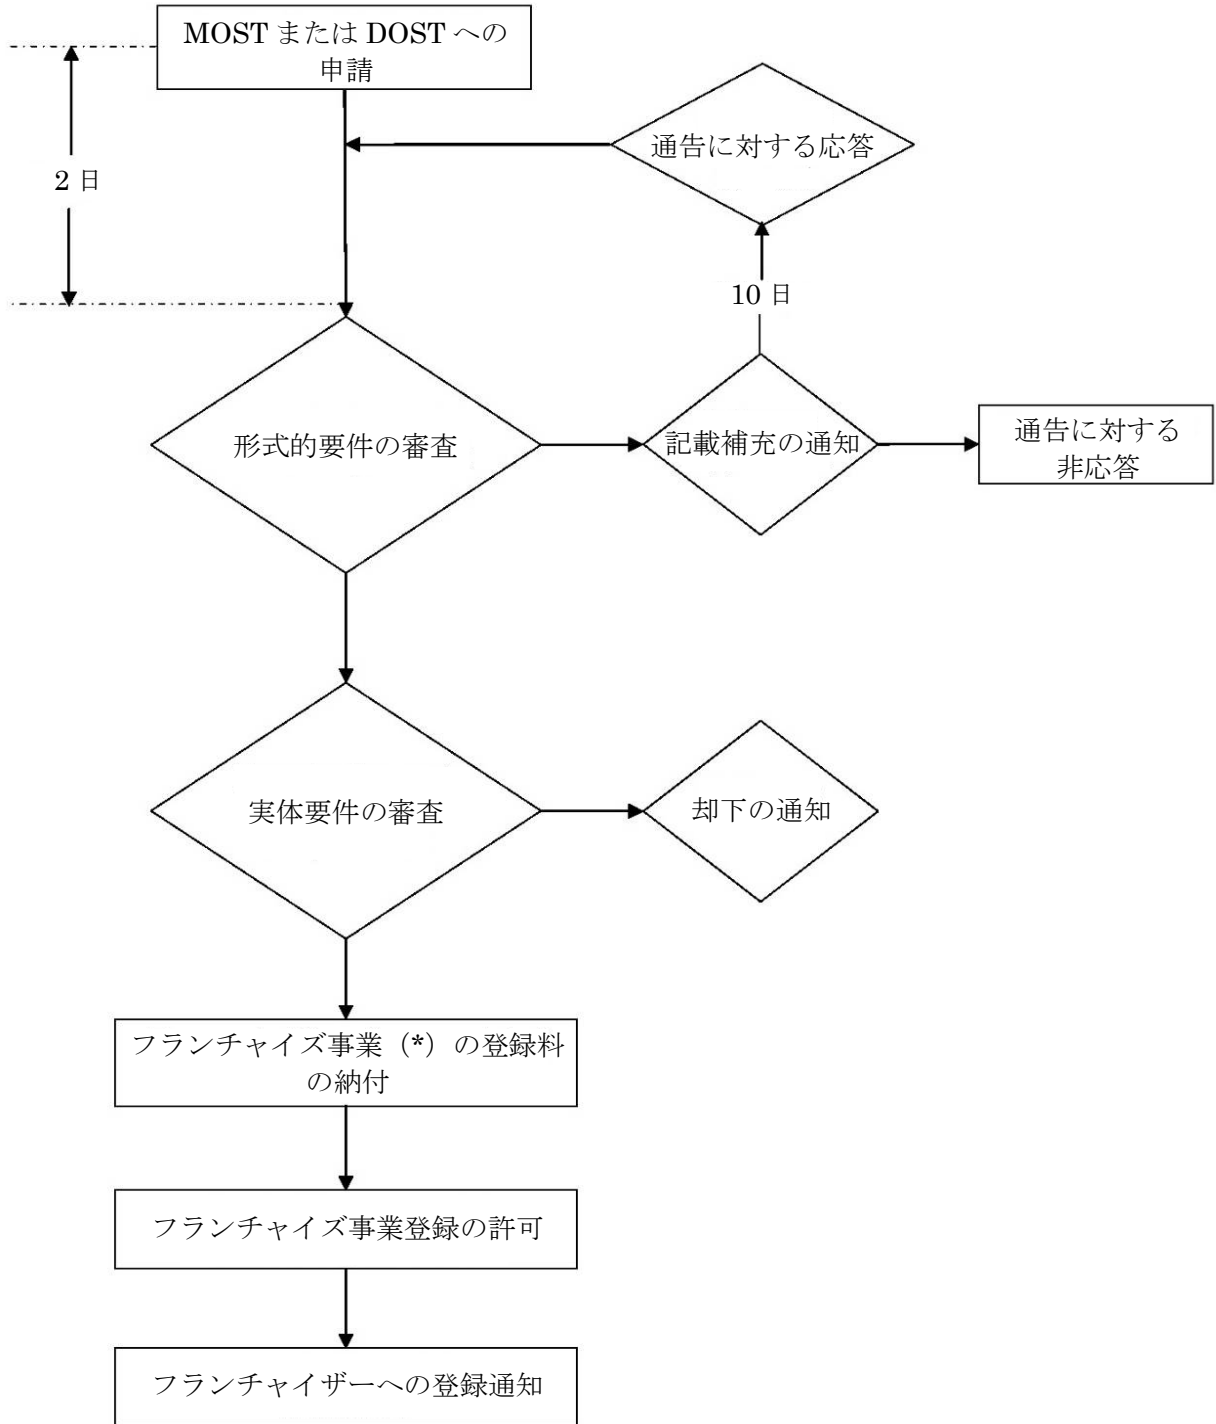 MOST または DOST への
申請
通告に対する応答
2 日
10 日
形式的要件の審査
記載補充の通知
通告に対する
非応答
実体要件の審査
却下の通知
フランチャイズ事業（*）の登録料
の納付
フランチャイズ事業登録の許可
フランチャイザーへの登録通知